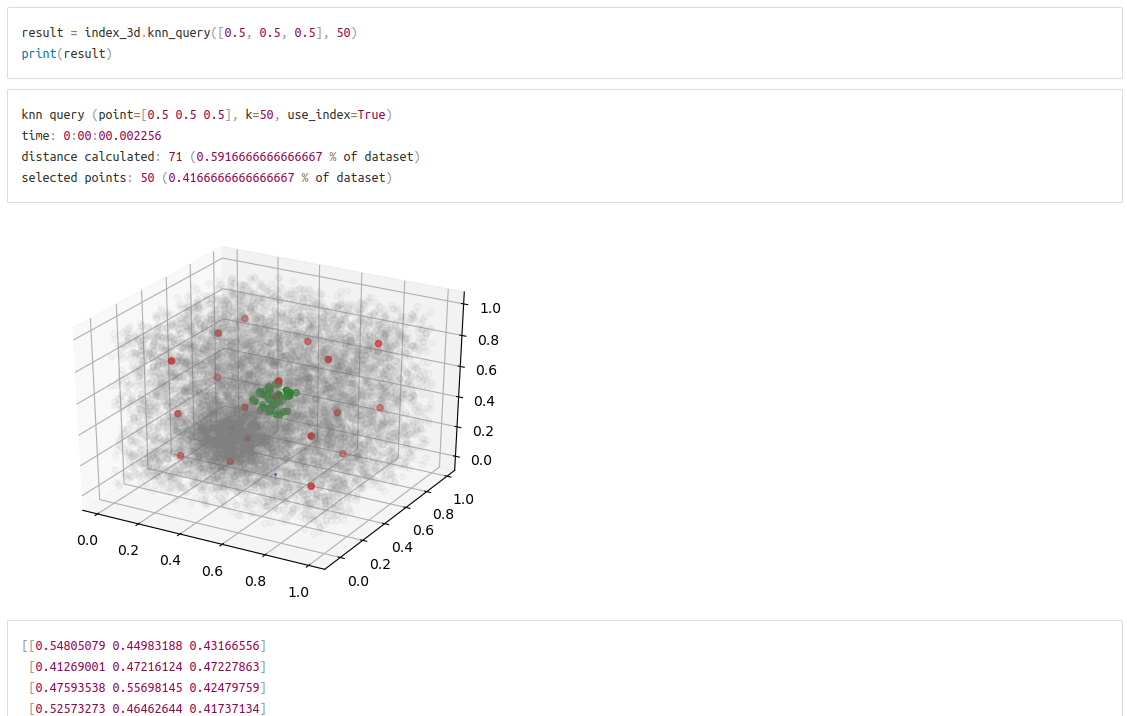 result = index_3d.knn_query([0.5, 0.5, 0.5], 50)
print(result)
knn query (point=[0.5 0.5 0.5], k=50, use_index=True)
time: 0:00:00.002256
distance calculated: 71 (0.5916666666666667 % of dataset)
selected points: 50 (0.4166666666666667 % of dataset)
1.0
0.8
0.6
0.4
0.2
0.0
1.0
0.8
0.6
0.4
0.2
0.0
0.0
0.2
0.4
0.6
0.8
1.0
[[0.54805079 0.44983188 0.43166556]
[0.41269001 0.47216124 0.47227863]
[0.47593538 0.55698145 0.42479759]
[0.52573273 0.46462644 0.41737134]